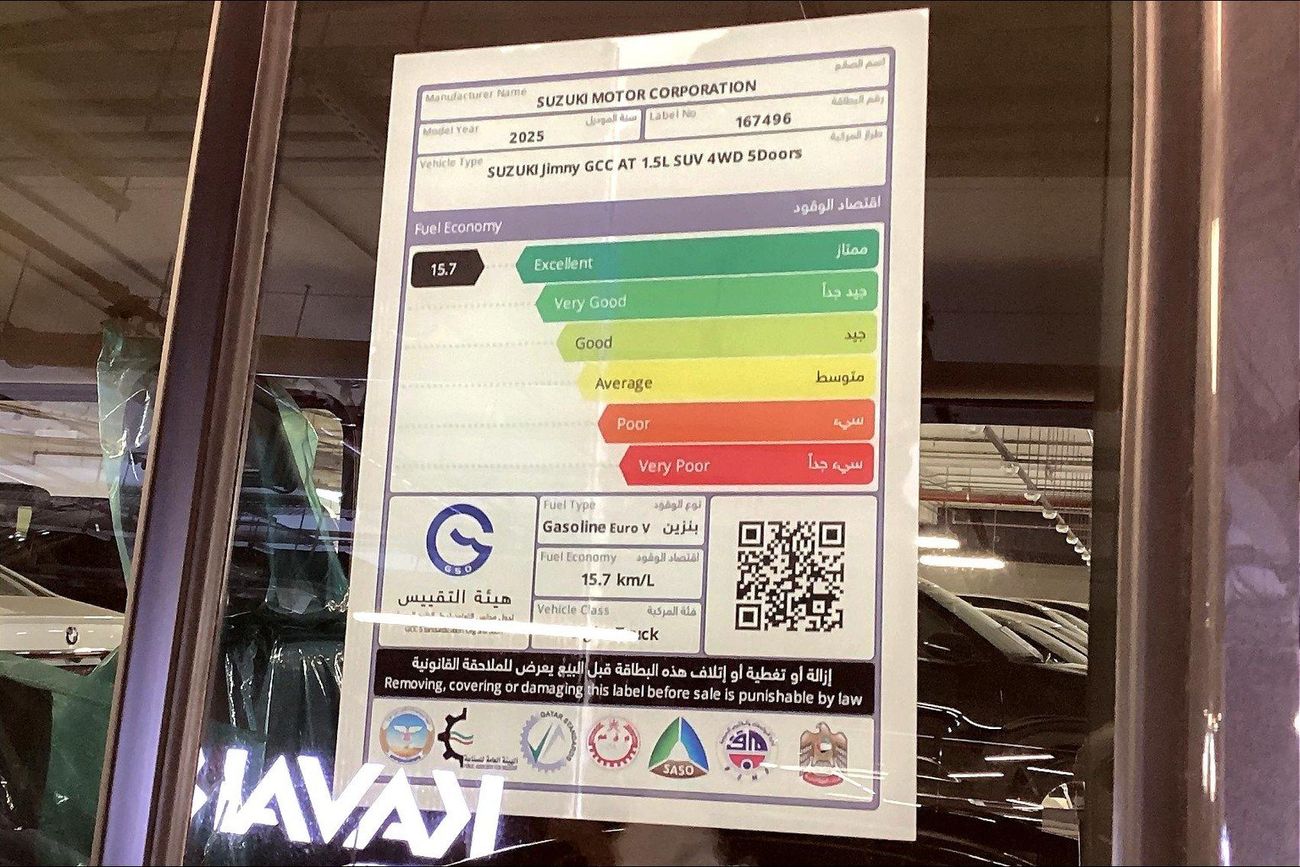 Manufacturer Name SUZUKI MOTOR CORPORATION اسم الصانع
Model Year 2025 سنة الموديل
Label No 167496 رقم البطاقة
Vehicle Type SUZUKI Jimny GCC AT 1.5L SUV 4WD 5Doors طراز المركبة
Fuel Economy اقتصاد الوقود
15.7
Excellent ممتاز
Very Good جيد جداً
Good جيد
Average متوسط
Poor سيء
Very Poor سيء جداً
GSO
هيئة التقييس
Fuel Type نوع الوقود
Gasoline Euro V بنزين
Fuel Economy اقتصاد الوقود
15.7 km/L
Vehicle Class فئة المركبة
إزالة أو تغطية أو إتلاف هذه البطاقة قبل البيع يعرض للملاحقة القانونية
Removing, covering or damaging this label before sale is punishable by law
QATAR STANDARDS
SASO
KAVAK